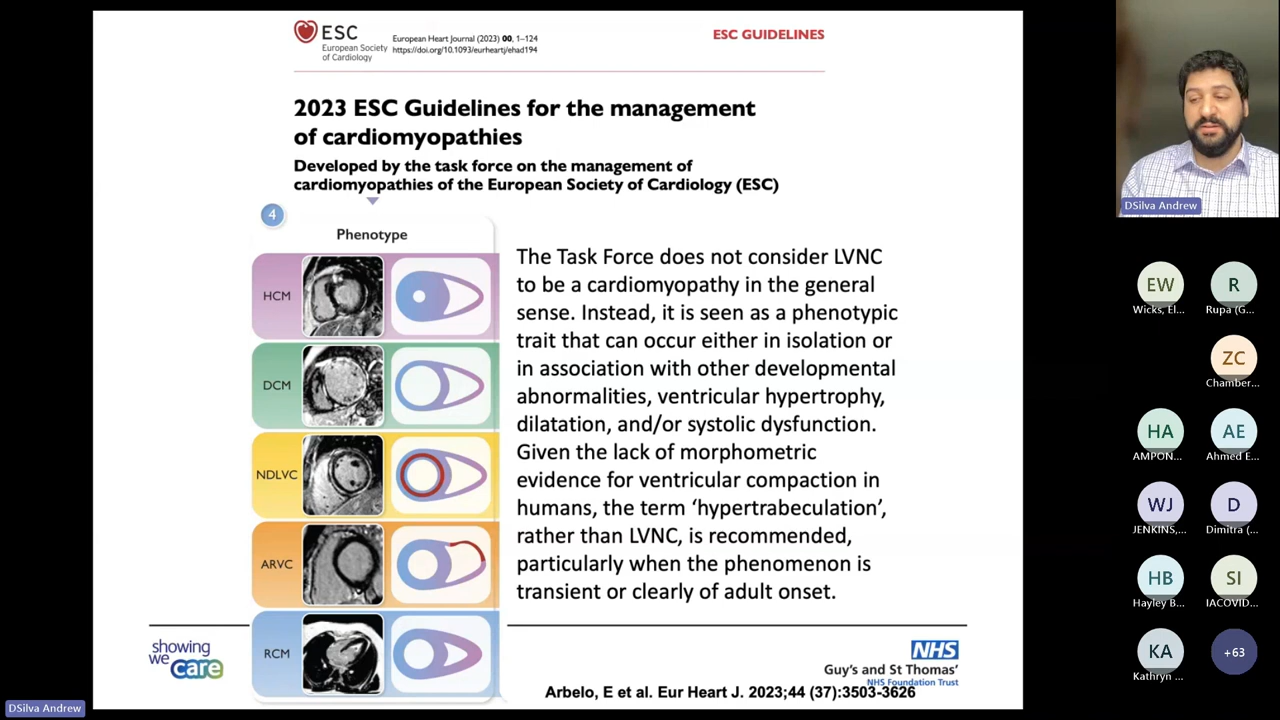 ESC
European Society
of Cardiology
European Heart Journal (2023) 00, 1–124
https://doi.org/10.1093/eurheartj/ehad194
ESC GUIDELINES
2023 ESC Guidelines for the management
of cardiomyopathies
Developed by the task force on the management of
cardiomyopathies of the European Society of Cardiology (ESC)
4
Phenotype
HCM
DCM
NDLVC
ARVC
RCM
The Task Force does not consider LVNC
to be a cardiomyopathy in the general
sense. Instead, it is seen as a phenotypic
trait that can occur either in isolation or
in association with other developmental
abnormalities, ventricular hypertrophy,
dilatation, and/or systolic dysfunction.
Given the lack of morphometric
evidence for ventricular compaction in
humans, the term ‘hypertrabeculation’,
rather than LVNC, is recommended,
particularly when the phenomenon is
transient or clearly of adult onset.
showing
we care
NHS
Guy's and St Thomas'
NHS Foundation Trust
Arbelo, E et al. Eur Heart J. 2023;44 (37):3503-3626
DSilva Andrew
EW
Wicks, El...
R
Rupa (G...
ZC
Chamber...
HA
AMPON...
AE
Ahmed E...
WJ
JENKINS,...
D
Dimitra (...
HB
Hayley B...
SI
IACOVID...
KA
Kathryn ...
+63
DSilva Andrew